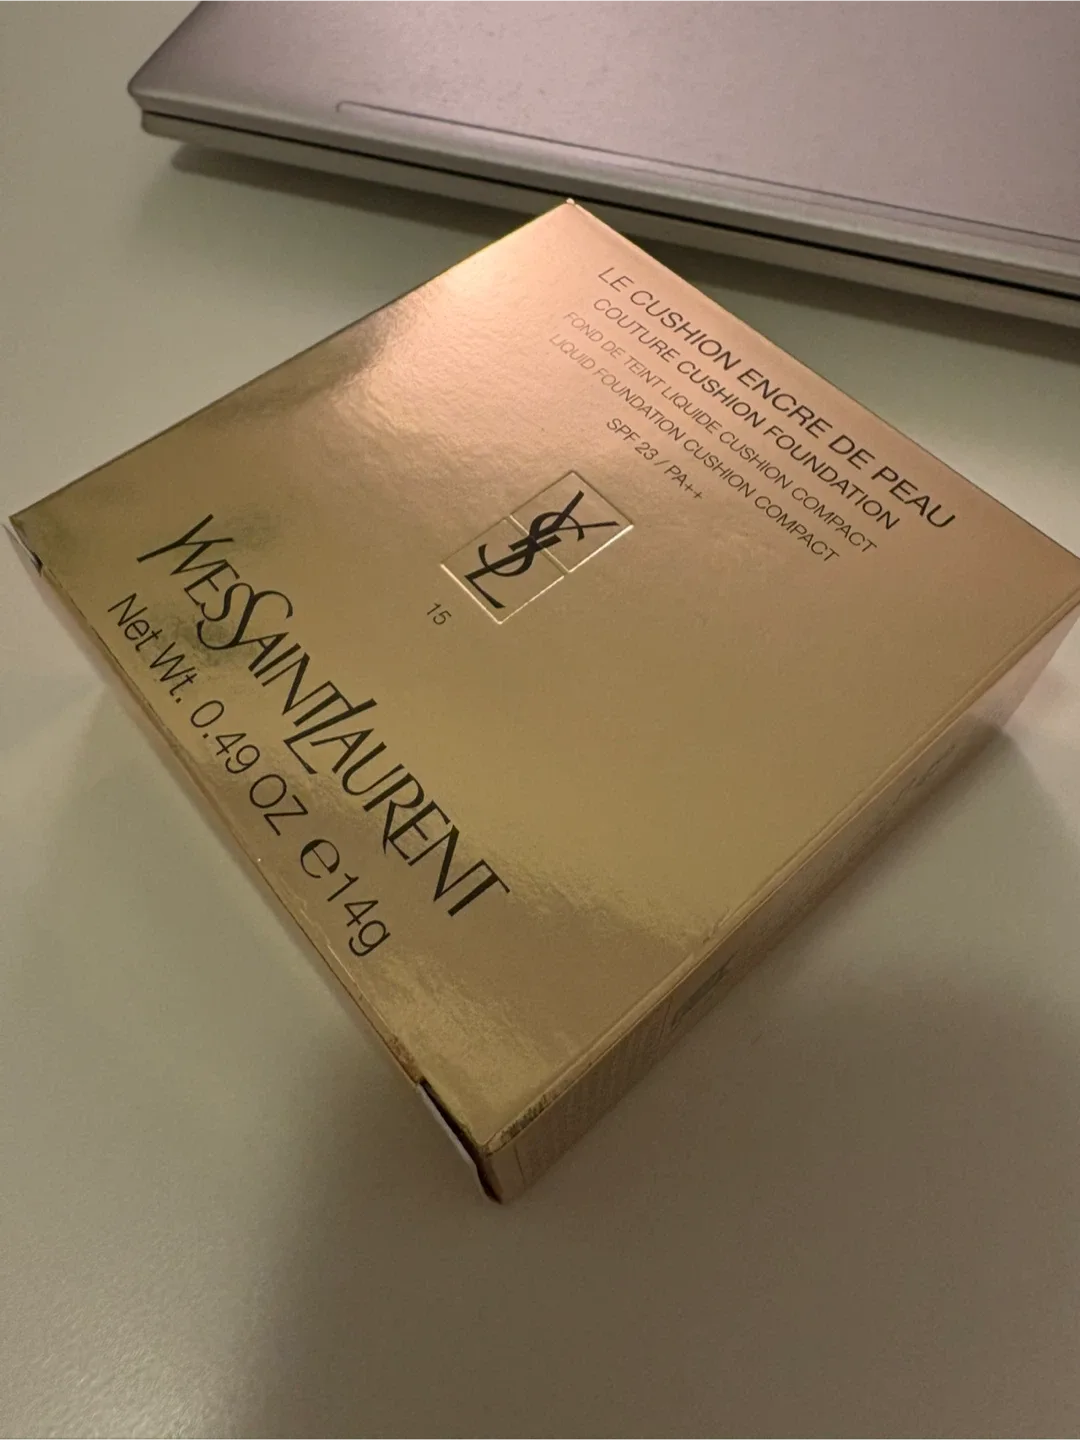 LE CUSHION ENCRE DE PEAU
COUTURE CUSHION FOUNDATION
FOND DE TEINT LIQUIDE CUSHION COMPACT
LIQUID FOUNDATION CUSHION COMPACT
SPF 23 / PA++
YSL
15
YVESSAINTLAURENT
Net Wt. 0.49 OZ e14g